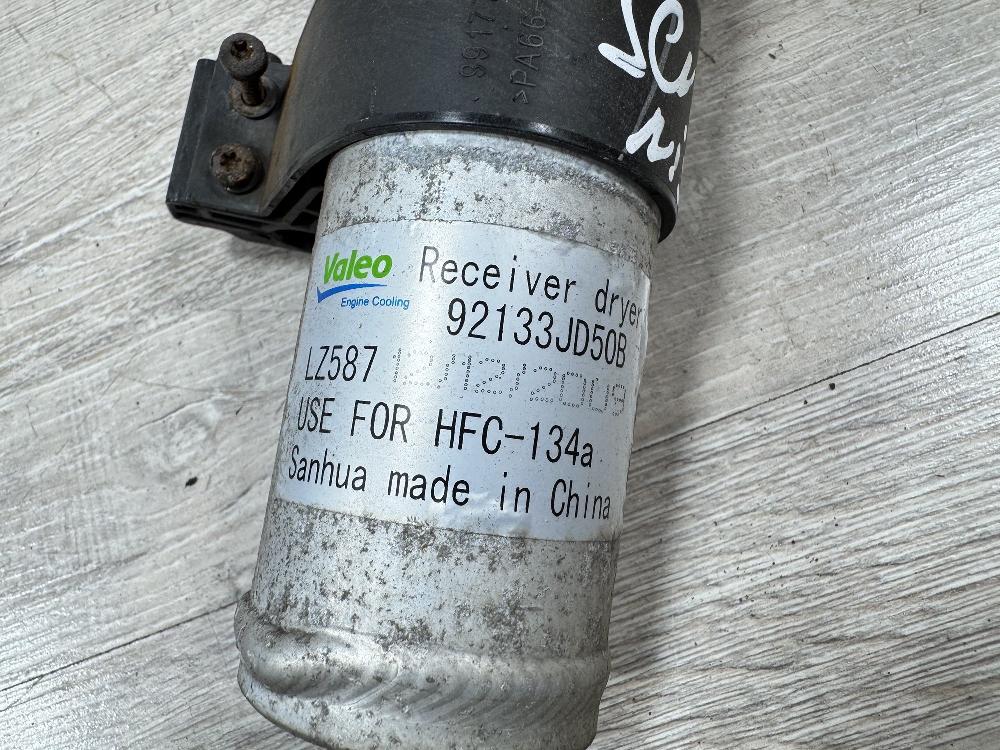 >PA66-
Valeo
Engine Cooling
Receiver dryer
92133JD50B
LZ587
USE FOR HFC-134a
Sanhua made in China